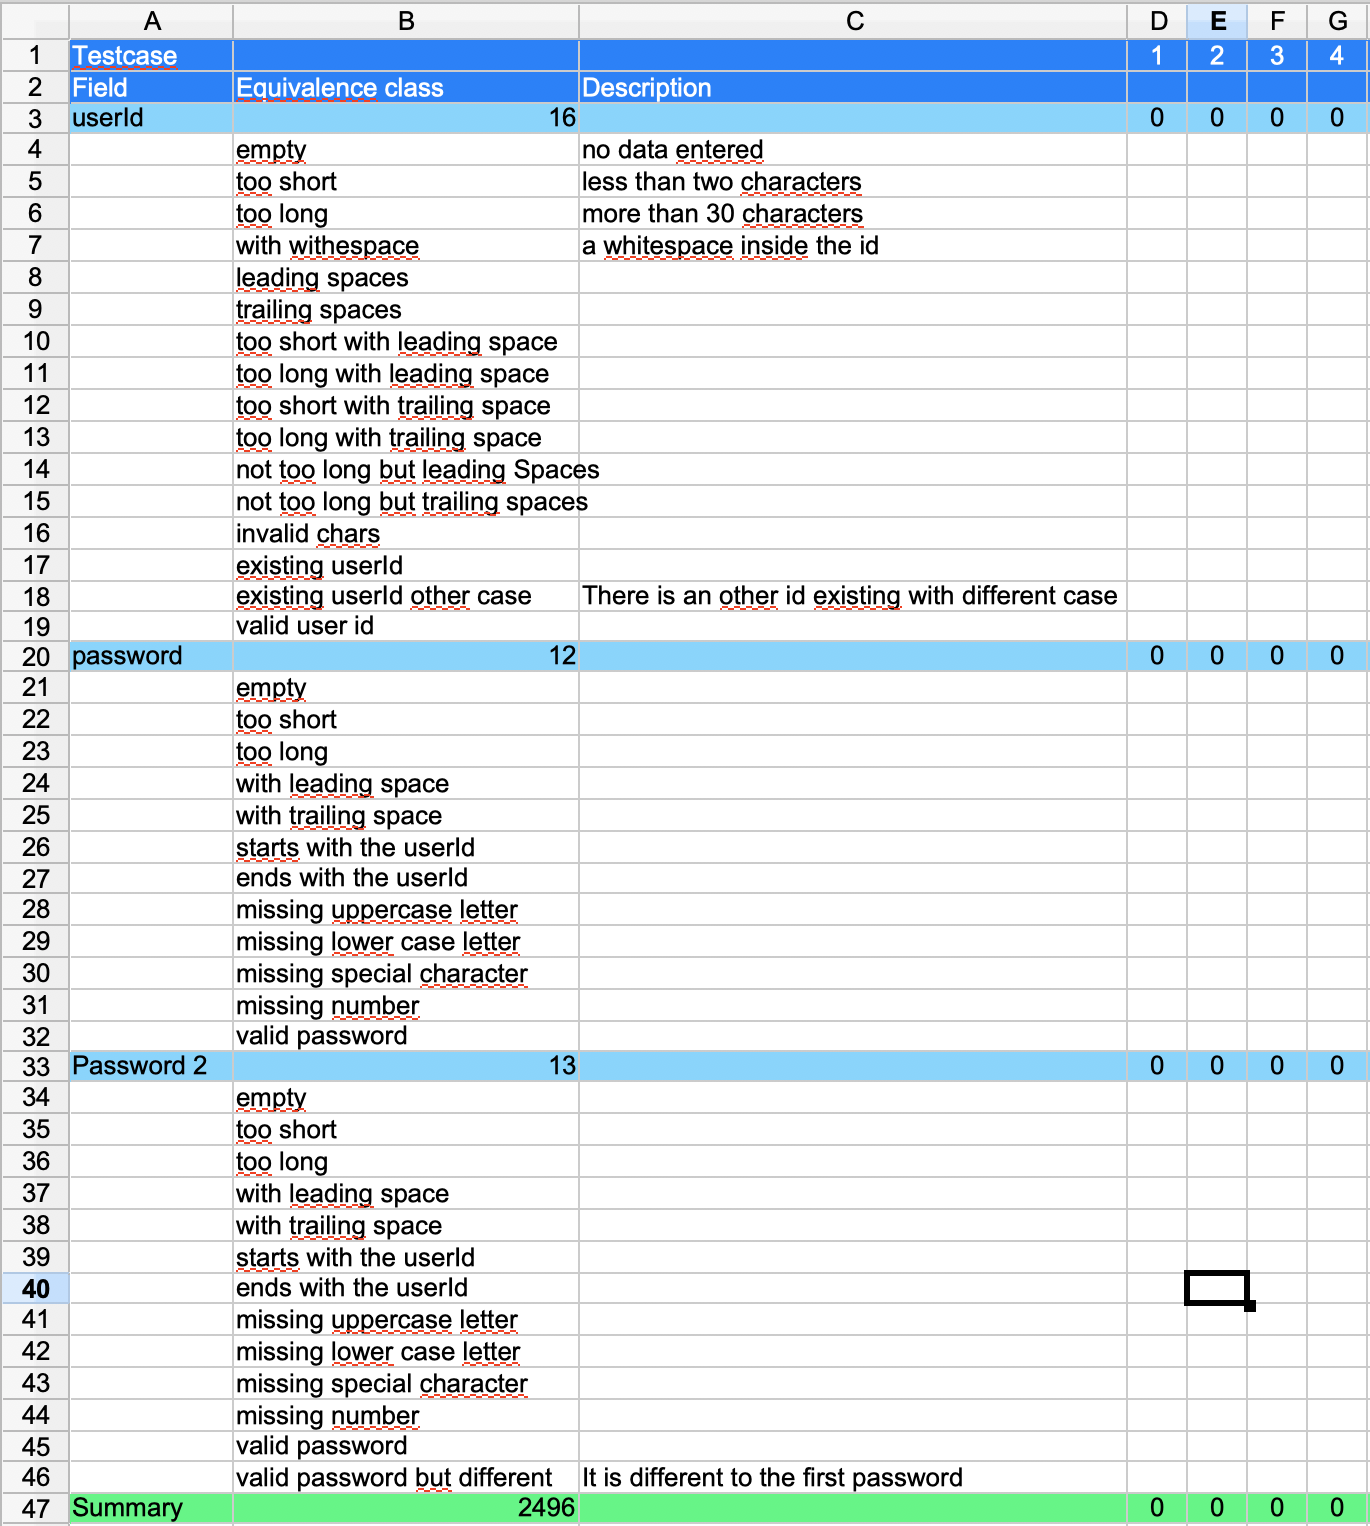 A B C D E F G
1 Testcase 1 2 3 4
2 Field Equivalence class Description
3 userId 16 0 0 0 0
4 empty no data entered
5 too short less than two characters
6 too long more than 30 characters
7 with withespace a whitespace inside the id
8 leading spaces
9 trailing spaces
10 too short with leading space
11 too long with leading space
12 too short with trailing space
13 too long with trailing space
14 not too long but leading Spaces
15 not too long but trailing spaces
16 invalid chars
17 existing userId
18 existing userId other case There is an other id existing with different case
19 valid user id
20 password 12 0 0 0 0
21 empty
22 too short
23 too long
24 with leading space
25 with trailing space
26 starts with the userId
27 ends with the userId
28 missing uppercase letter
29 missing lower case letter
30 missing special character
31 missing number
32 valid password
33 Password 2 13 0 0 0 0
34 empty
35 too short
36 too long
37 with leading space
38 with trailing space
39 starts with the userId
40 ends with the userId
41 missing uppercase letter
42 missing lower case letter
43 missing special character
44 missing number
45 valid password
46 valid password but different It is different to the first password
47 Summary 2496 0 0 0 0